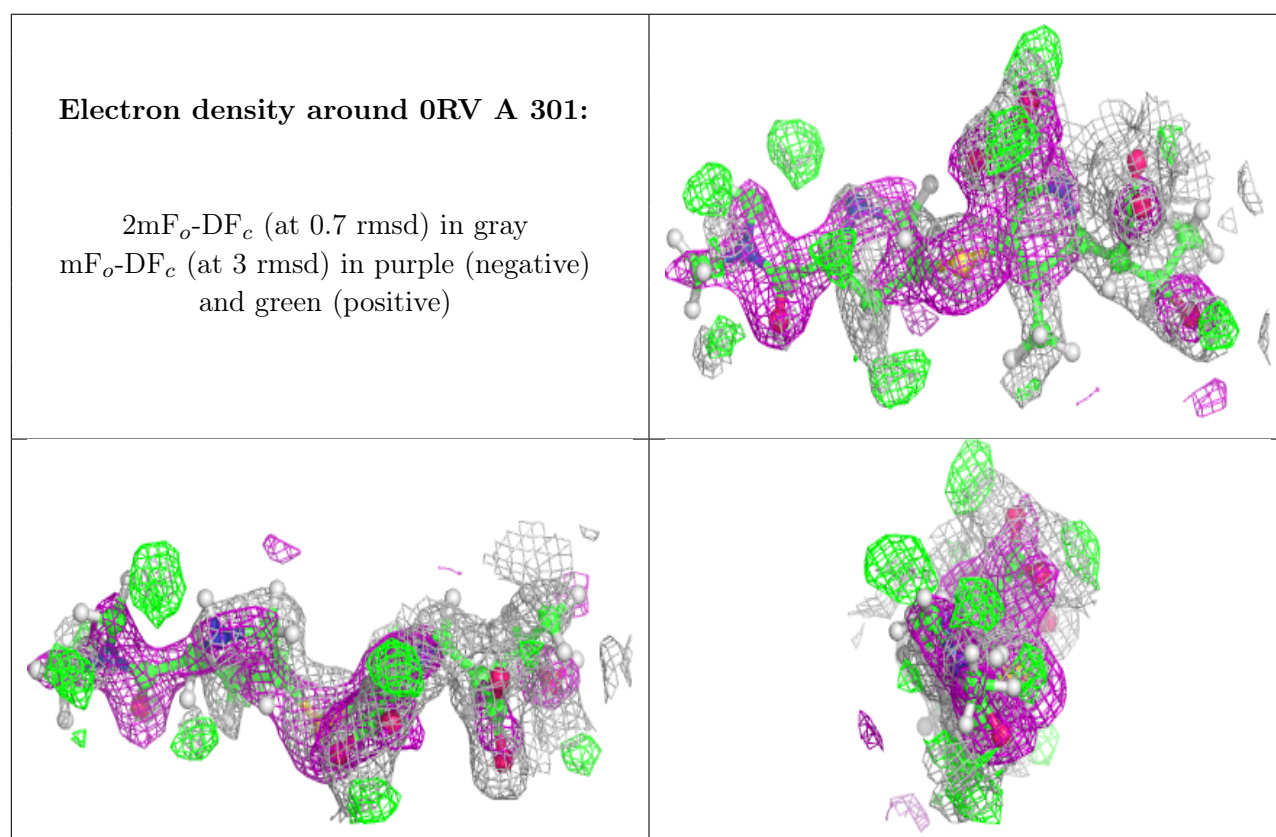 Electron density around 0RV A 301:
2mFo-DFc (at 0.7 rmsd) in gray
mFo-DFc (at 3 rmsd) in purple (negative)
and green (positive)